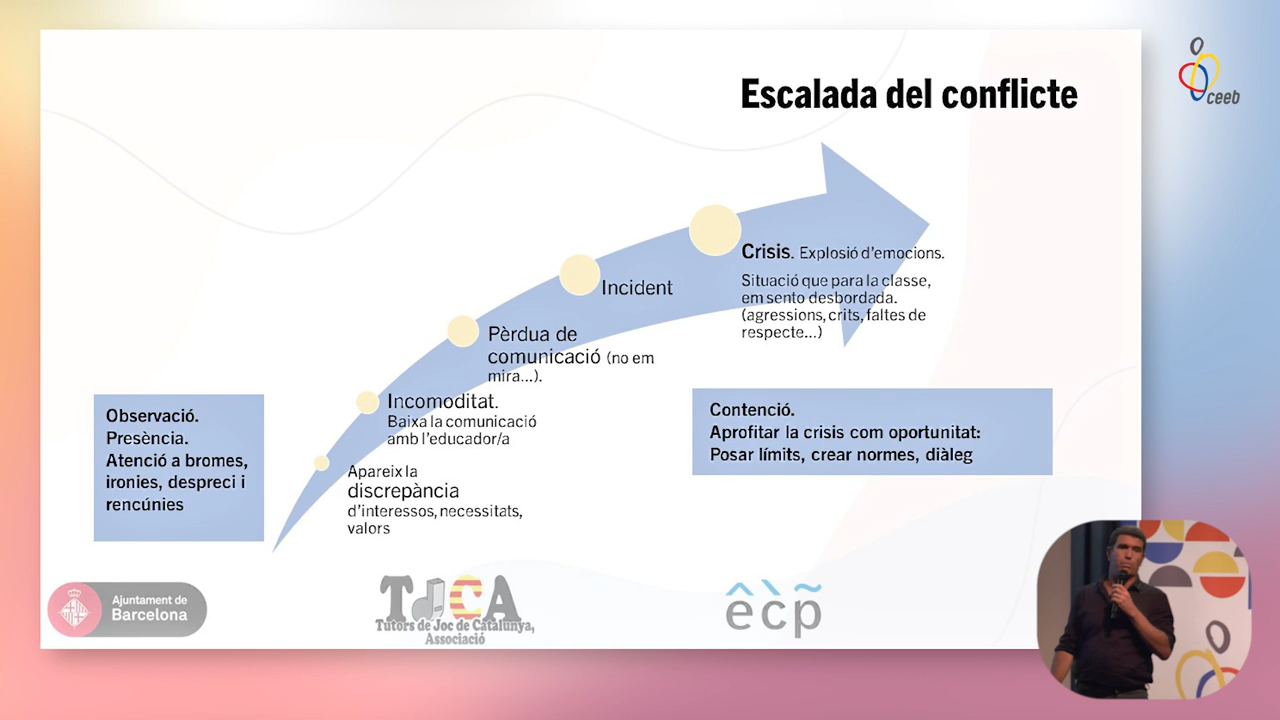 Escalada del conflicte
ceeb
Crisis. Explosió d'emocions.
Situació que para la classe,
em sento desbordada.
(agressions, crits, faltes de
respecte...)
Incident
Pèrdua de
comunicació (no em
mira...).
Incomoditat.
Baixa la comunicació
amb l'educador/a
Apareix la
discrepància
d'interessos, necessitats,
valors
Observació.
Presència.
Atenció a bromes,
ironies, despreci i
rencúnies
Contenció.
Aprofitar la crisis com oportunitat:
Posar límits, crear normes, diàleg
Ajuntament de
Barcelona
TJCA
Tutors de Joc de Catalunya,
Associació
ecp